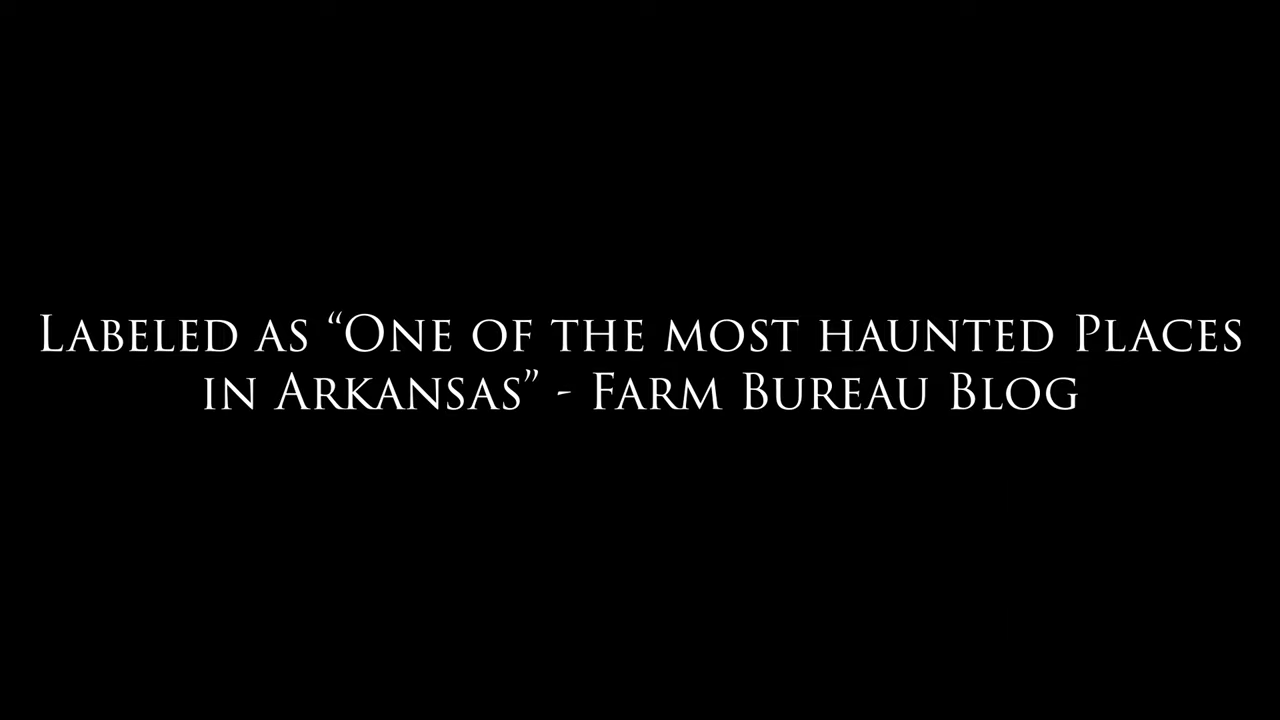 Labeled as “One of the most haunted Places
in Arkansas” - Farm Bureau Blog